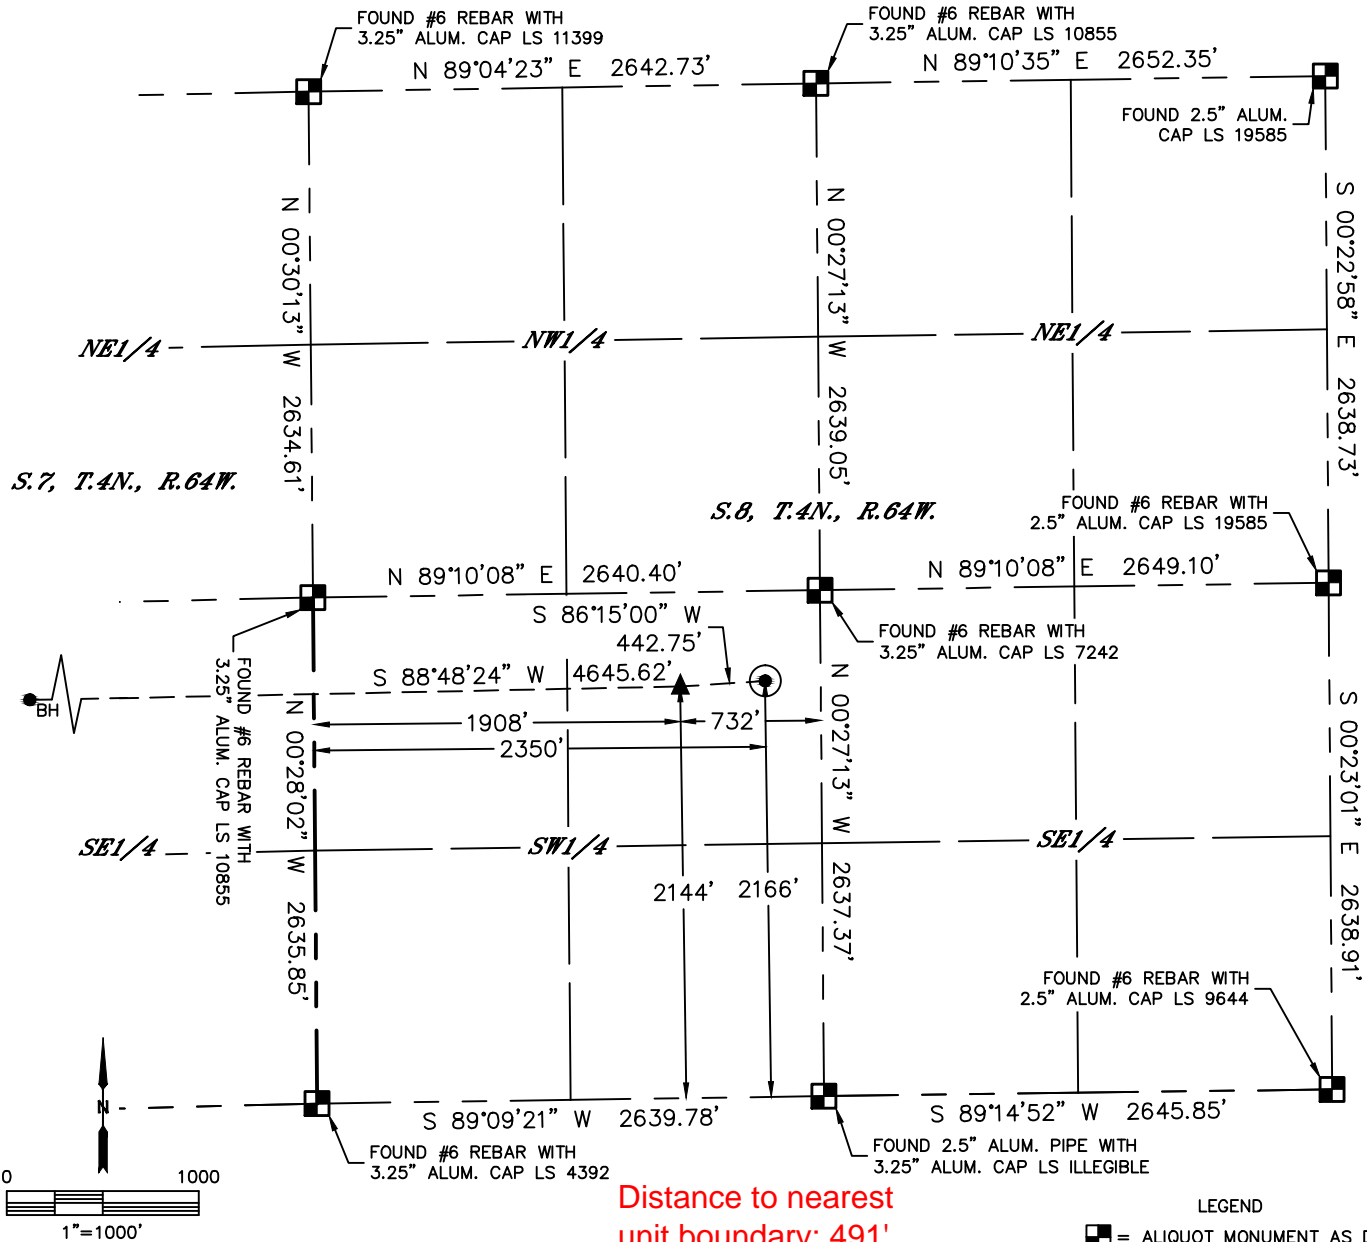 FOUND #6 REBAR WITH
3.25" ALUM. CAP LS 11399
FOUND #6 REBAR WITH
3.25" ALUM. CAP LS 10855
N 89°04'23" E 2642.73'
N 89°10'35" E 2652.35'
FOUND 2.5" ALUM.
CAP LS 19585
N 00°30'13" W 2634.61'
N 00°27'13" W 2639.05'
S 00°22'58" E 2638.73'
NE1/4
NW1/4
NE1/4
S.7, T.4N., R.64W.
S.8, T.4N., R.64W.
FOUND #6 REBAR WITH
2.5" ALUM. CAP LS 19585
N 89°10'08" E 2640.40'
N 89°10'08" E 2649.10'
S 86°15'00" W
442.75'
FOUND #6 REBAR WITH
3.25" ALUM. CAP LS 7242
S 88°48'24" W 4645.62'
BH
FOUND #6 REBAR WITH
3.25" ALUM. CAP LS 10855
1908'
732'
2350'
N 00°28'02" W 2635.85'
N 00°27'13" W 2637.37'
S 00°23'01" E 2638.91'
SE1/4
SW1/4
SE1/4
2144'
2166'
FOUND #6 REBAR WITH
2.5" ALUM. CAP LS 9644
N
S 89°09'21" W 2639.78'
S 89°14'52" W 2645.85'
FOUND #6 REBAR WITH
3.25" ALUM. CAP LS 4392
FOUND 2.5" ALUM. PIPE WITH
3.25" ALUM. CAP LS ILLEGIBLE
0 1000
1"=1000'
Distance to nearest
unit boundary: 491'
LEGEND
= ALIQUOT MONUMENT AS